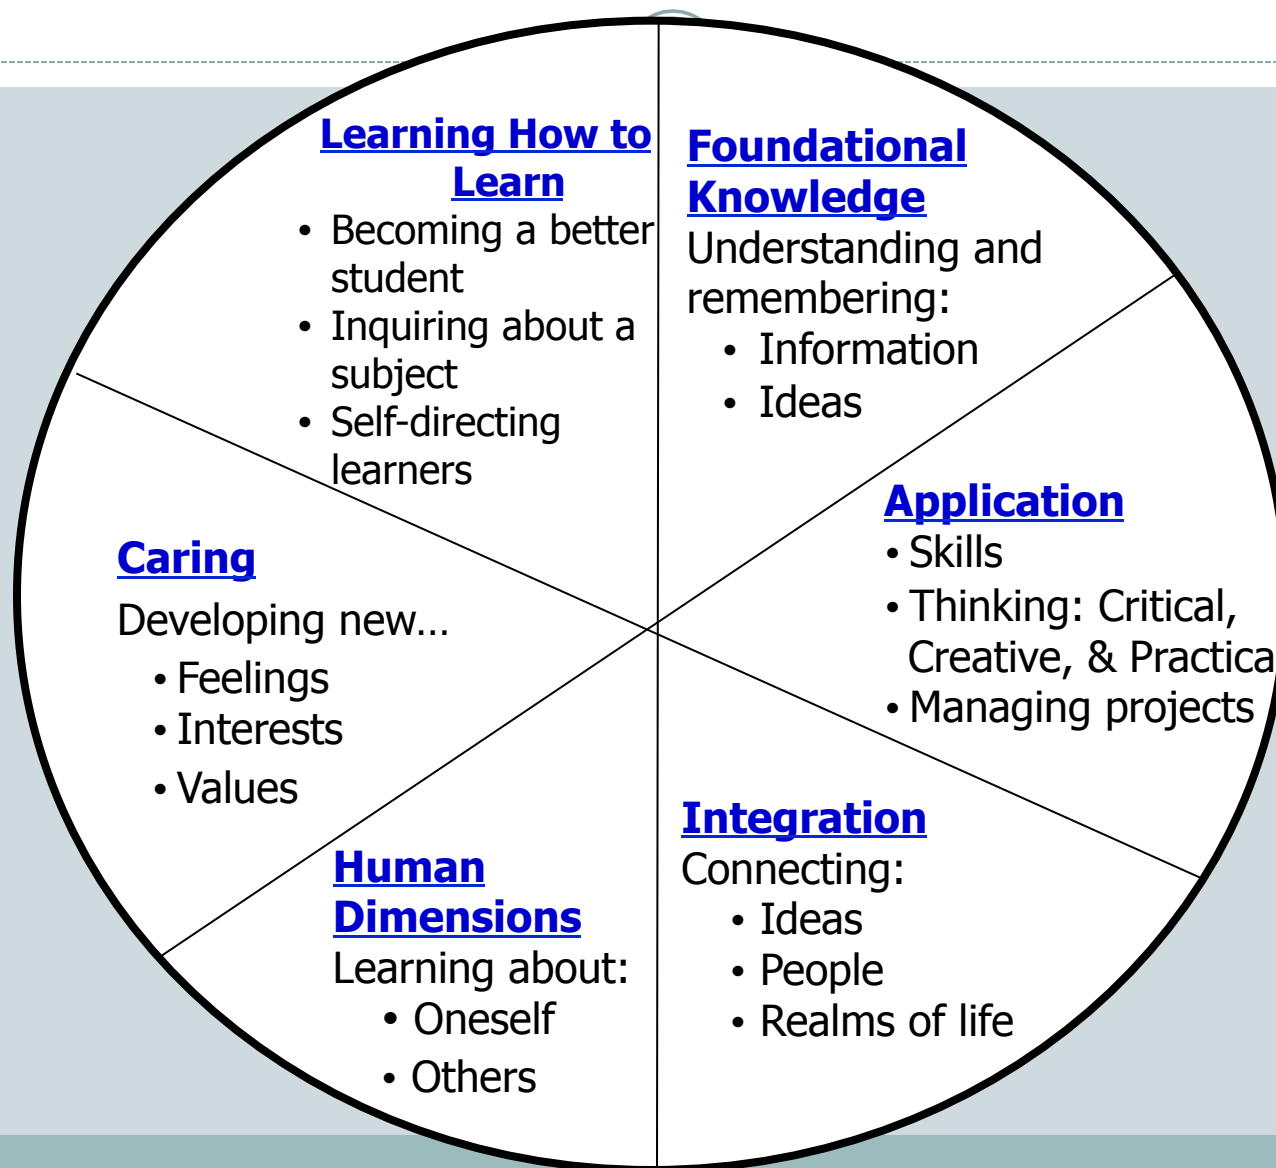 Learning How to
Learn
• Becoming a better
student
• Inquiring about a
subject
• Self-directing
learners
Foundational
Knowledge
Understanding and
remembering:
• Information
• Ideas
Application
• Skills
• Thinking: Critical,
Creative, & Practica
• Managing projects
Integration
Connecting:
• Ideas
• People
• Realms of life
Human
Dimensions
Learning about:
• Oneself
• Others
Caring
Developing new…
• Feelings
• Interests
• Values